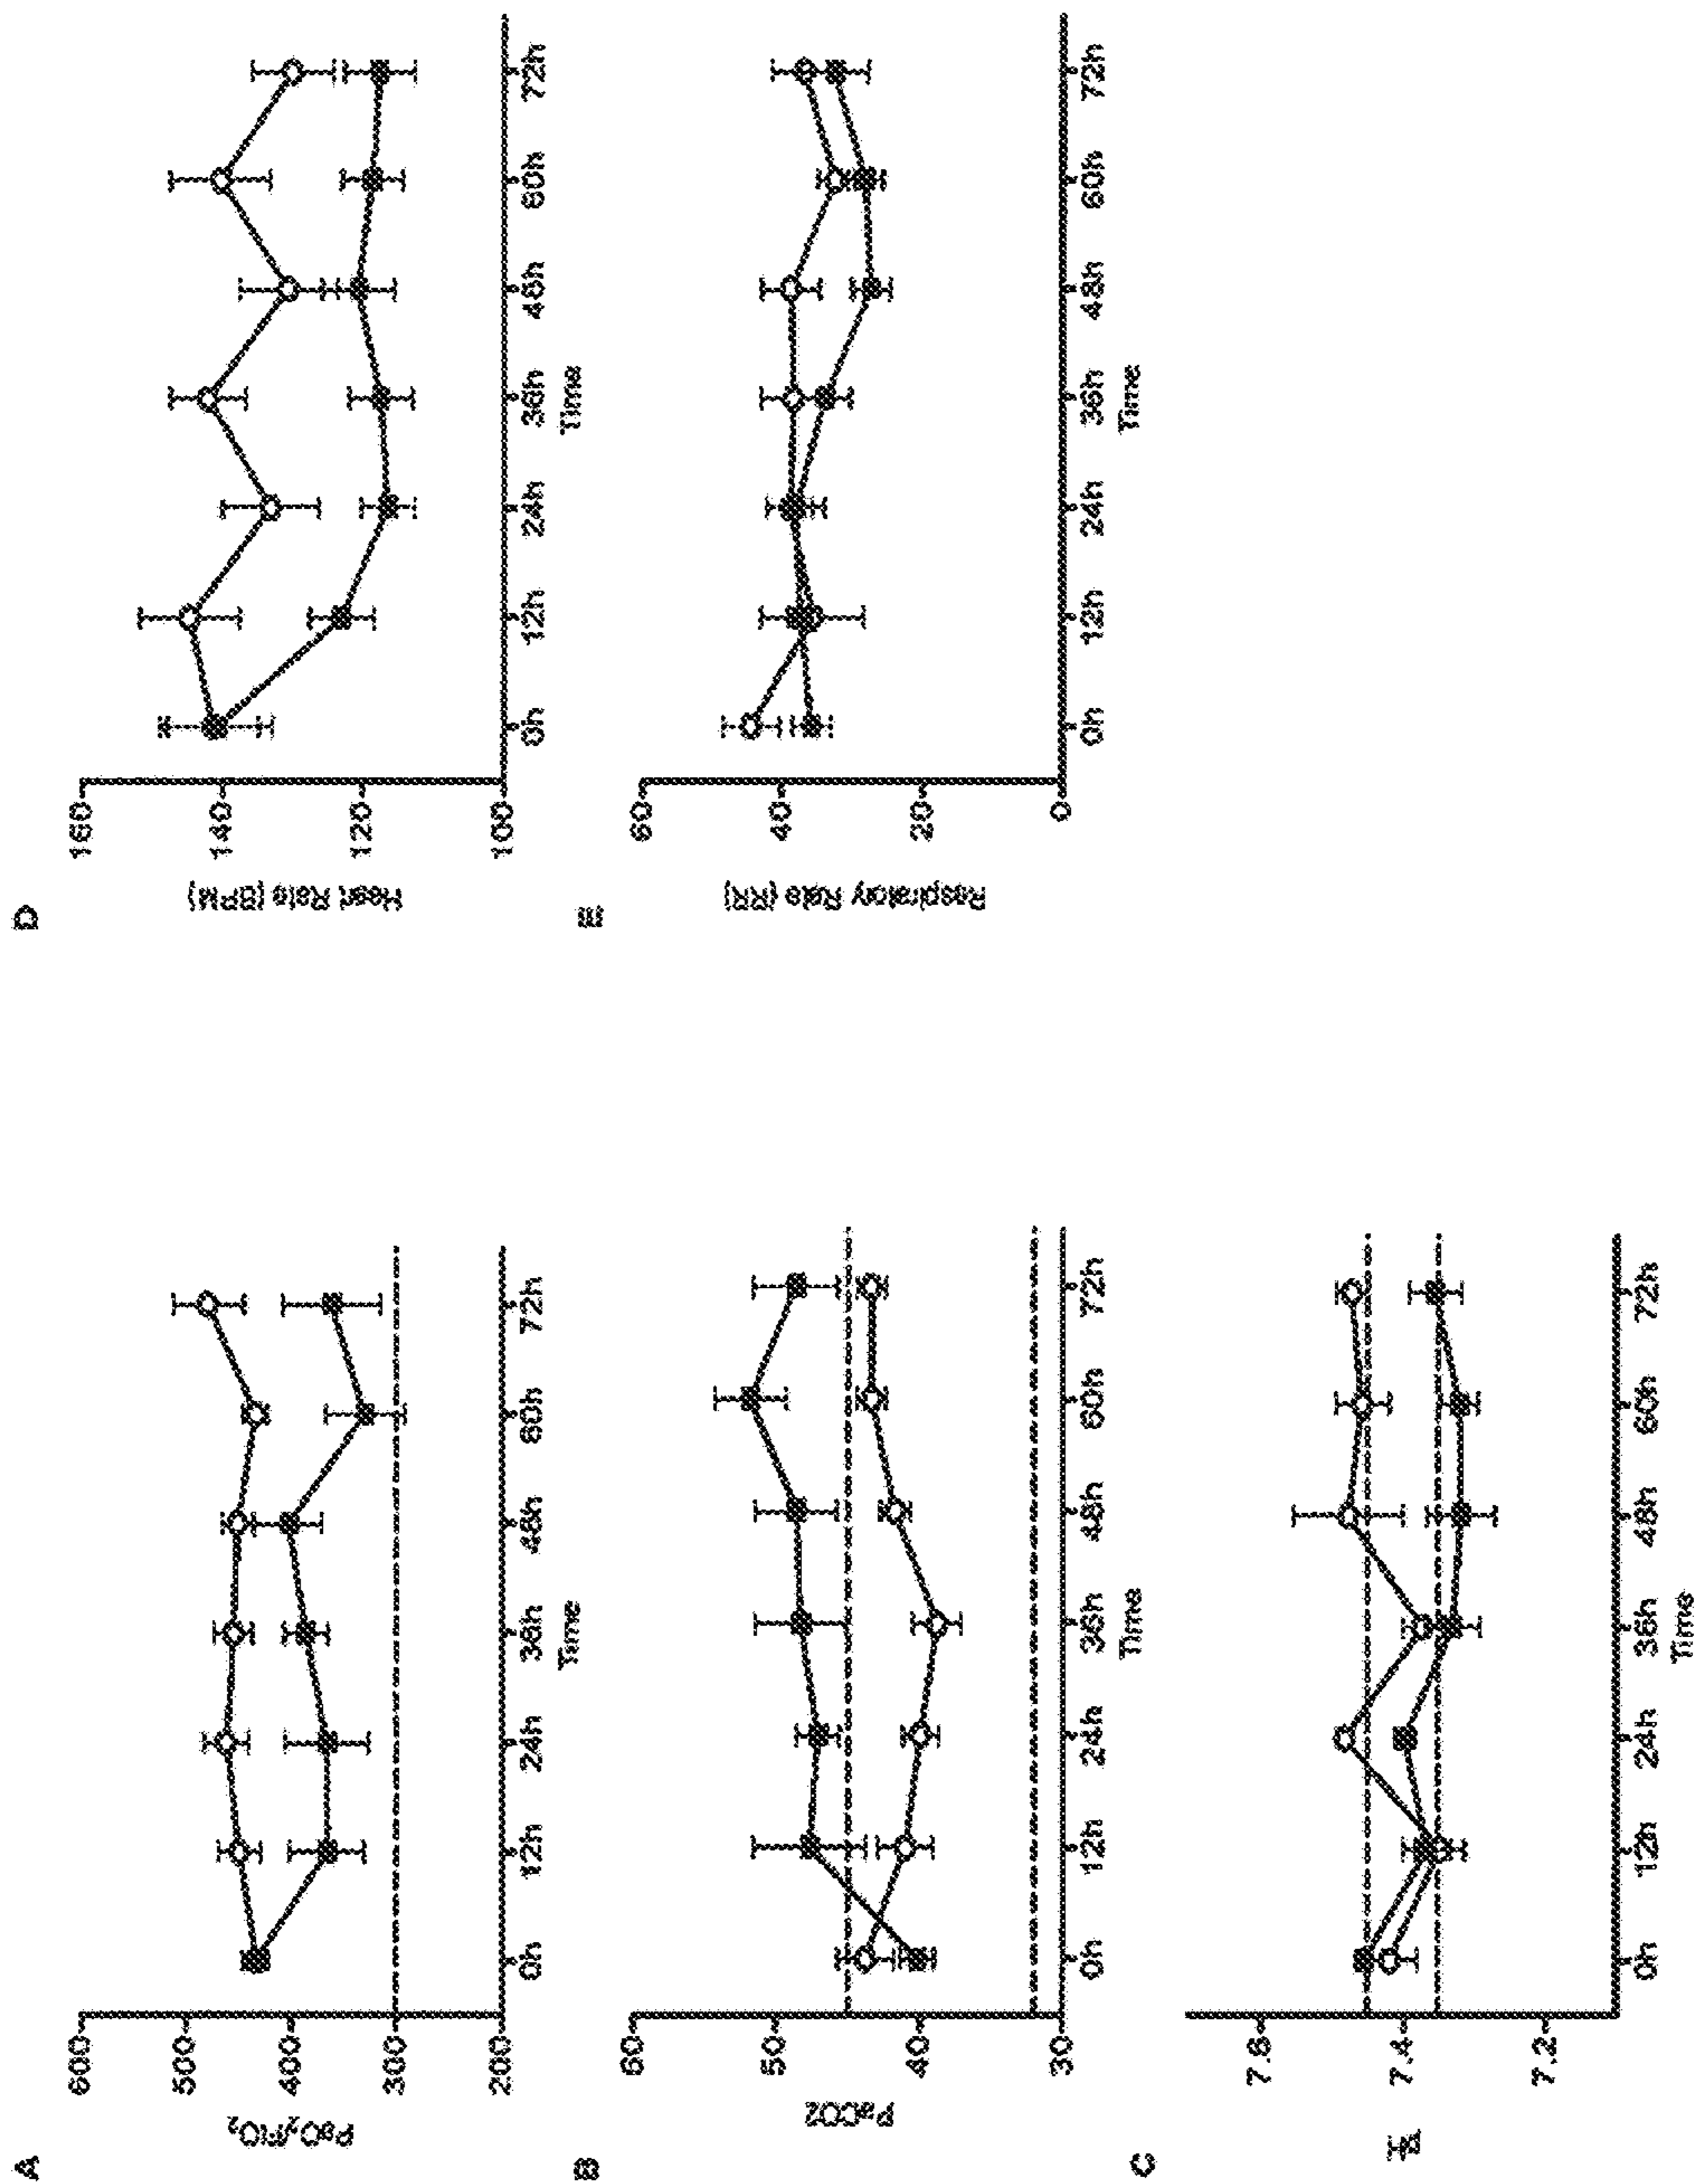 A
PaO₂/FiO₂
600
500
400
300
200
0h 12h 24h 36h 48h 60h 72h
Time
B
PaCO2
60
50
40
30
0h 12h 24h 36h 48h 60h 72h
Time
C
pH
7.6
7.4
7.2
0h 12h 24h 36h 48h 60h 72h
Time
D
Heart Rate (BPM)
160
140
120
100
0h 12h 24h 36h 48h 60h 72h
Time
E
Respiratory Rate (RR)
60
40
20
0
0h 12h 24h 36h 48h 60h 72h
Time